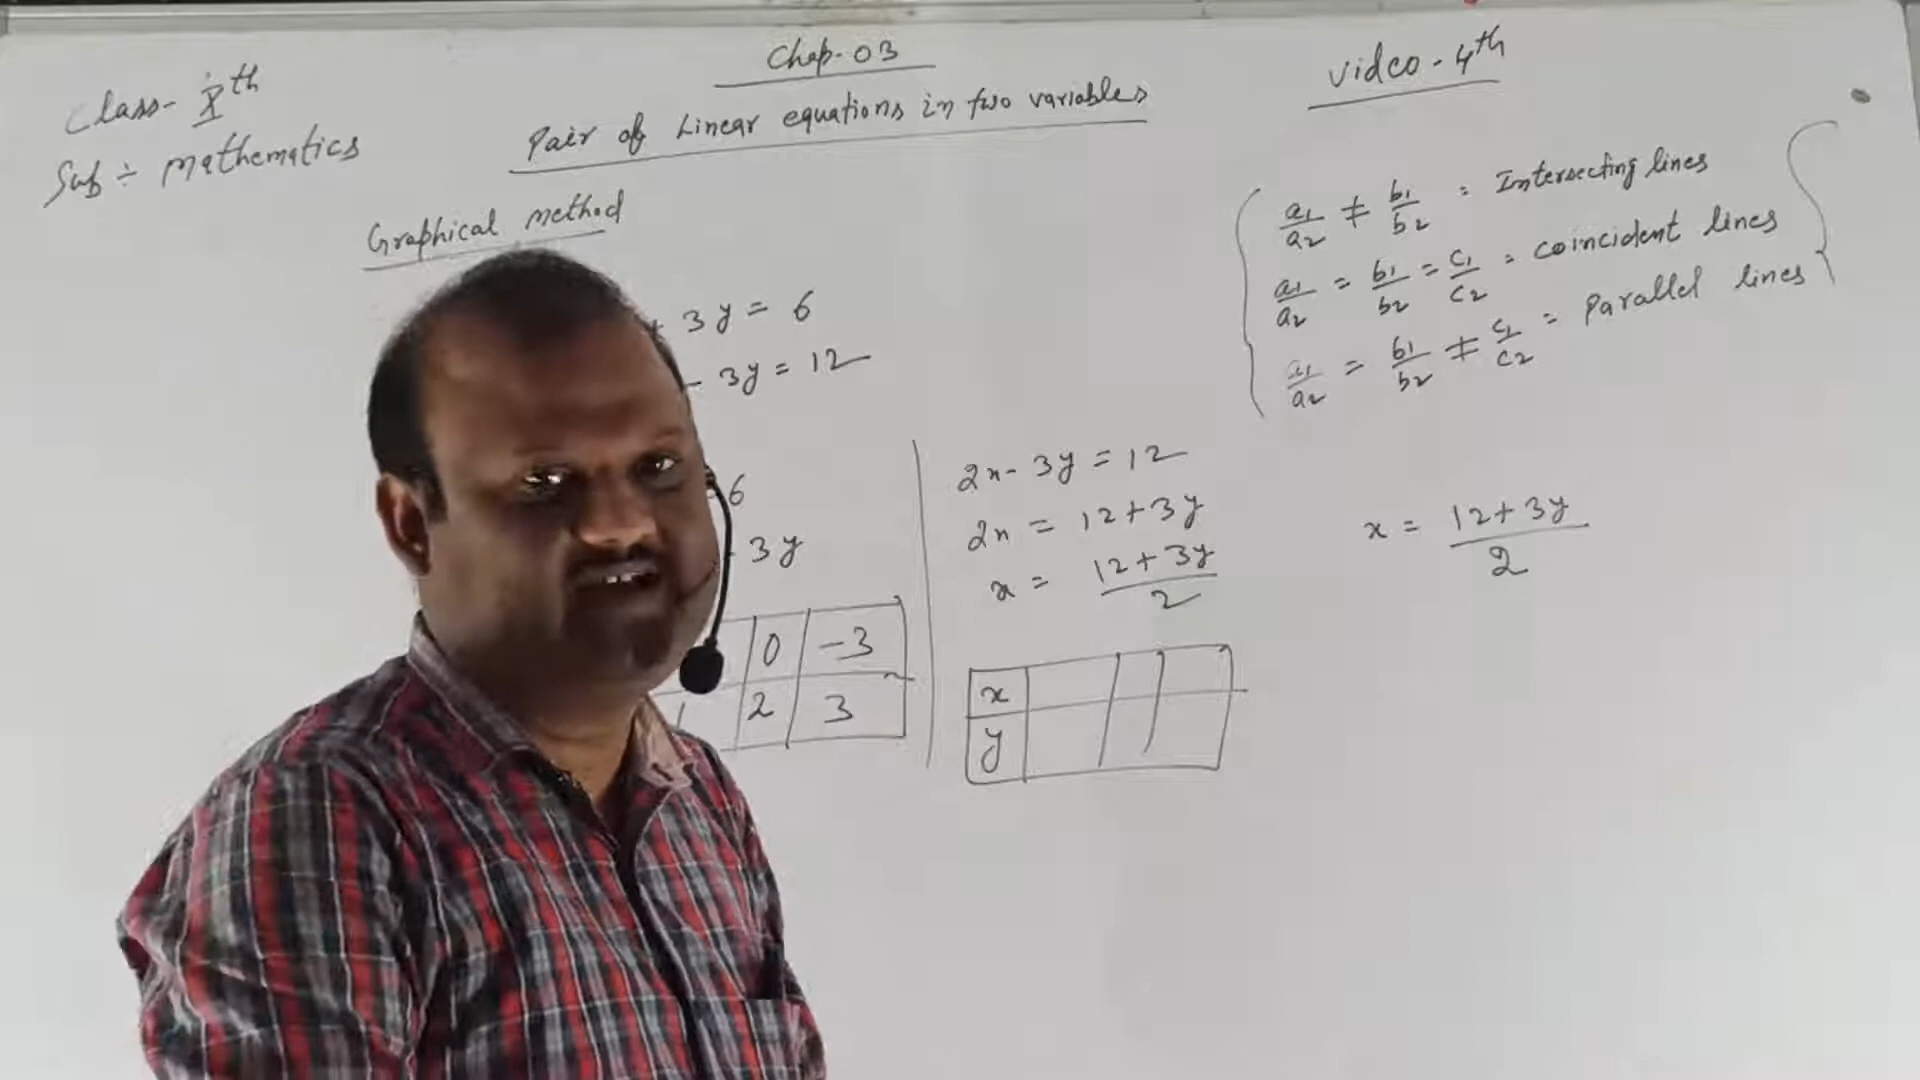 Class- Xth
Sub ÷ mathematics
Chap-03
Pair of Linear equations in two variables
Video-4th
Graphical method
+ 3y = 6
- 3y = 12
a1/a2 ≠ b1/b2 = Intersecting lines
a1/a2 = b1/b2 = c1/c2 = coincident lines
a1/a2 = b1/b2 ≠ c1/c2 = Parallel lines
6
- 3y
0 | -3
2 | 3
2x - 3y = 12
2x = 12 + 3y
x = 12 + 3y / 2
x
y
x = 12 + 3y / 2